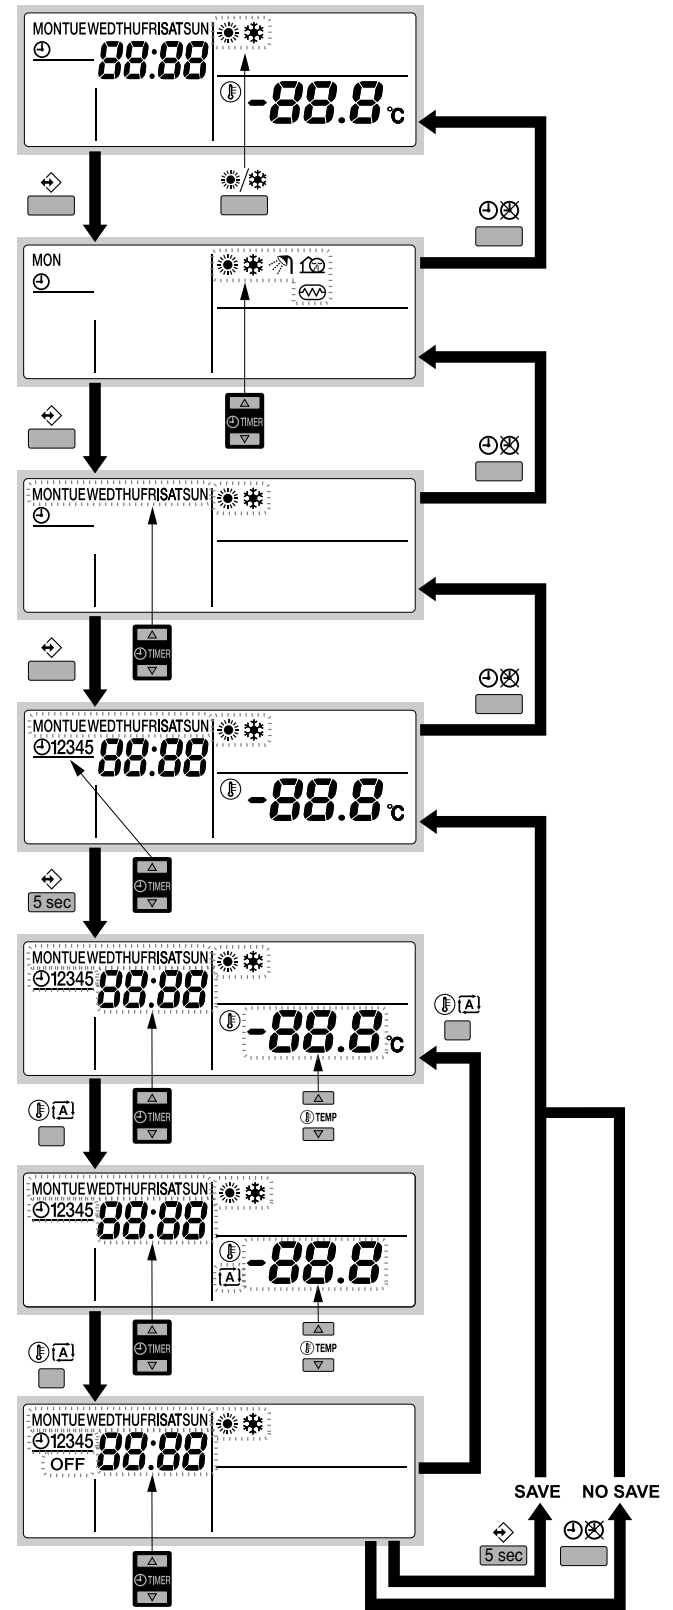 MONTUEWEDTHUFRISATSUN
88:88
-88.8 °C
MON
TIMER
MONTUEWEDTHUFRISATSUN
TIMER
MONTUEWEDTHUFRISATSUN
12345 88:88
-88.8 °C
5 sec
TIMER
MONTUEWEDTHUFRISATSUN
12345 88:88
-88.8 °C
A
A
TIMER
TEMP
MONTUEWEDTHUFRISATSUN
12345 88:88
A -88.8
A
TIMER
TEMP
MONTUEWEDTHUFRISATSUN
12345 88:88
OFF
SAVE NO SAVE
5 sec
TIMER